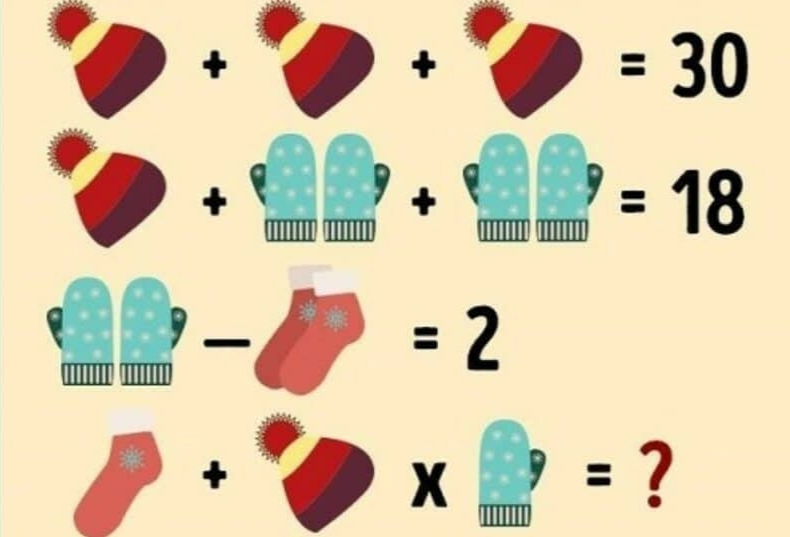 + + = 30
+ + = 18
− = 2
+ x = ?